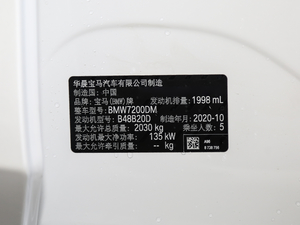 华晨宝马汽车有限公司制造
制造国：中国
品牌：宝马(BMW)牌 发动机排量：1998 mL
整车型号：BMW7200DM
发动机型号：B48B20D 制造年月：2020-10
最大允许总质量：2030 kg 乘坐人数：5
发动机最大净功率：135 kW
最大允许牵引质量：-- kg